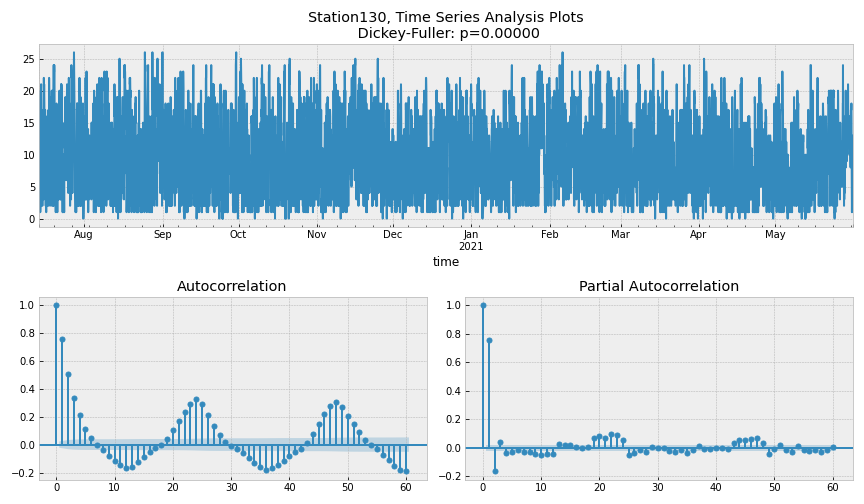 Station130, Time Series Analysis Plots
Dickey-Fuller: p=0.00000
25
20
15
10
5
0
Aug Sep Oct Nov Dec Jan Feb Mar Apr May
2021
time
Autocorrelation
1.0
0.8
0.6
0.4
0.2
0.0
−0.2
0 10 20 30 40 50 60
Partial Autocorrelation
1.0
0.8
0.6
0.4
0.2
0.0
−0.2
0 10 20 30 40 50 60